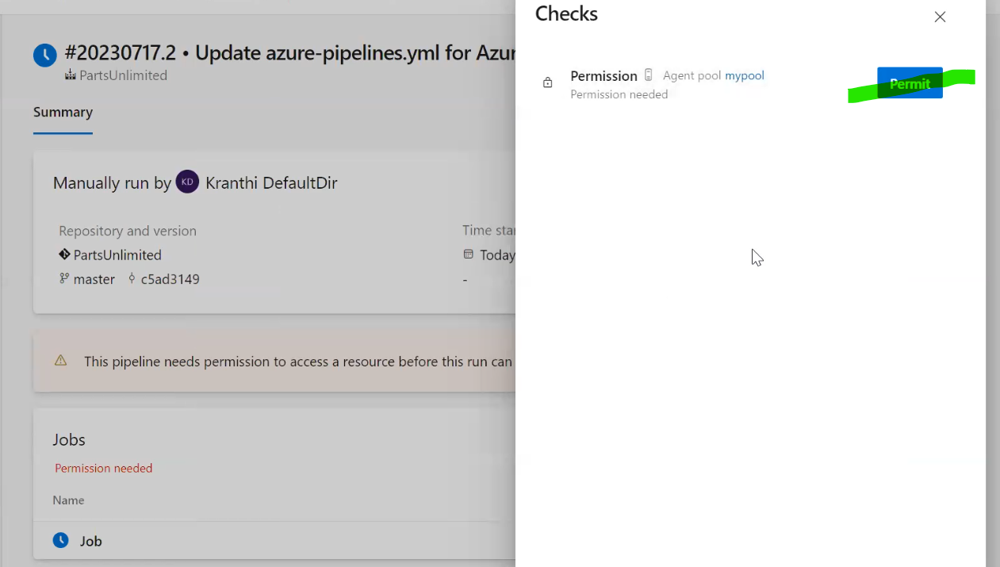 #20230717.2 • Update azure-pipelines.yml for Azur
PartsUnlimited
Summary
Manually run by KD Kranthi DefaultDir
Repository and version
PartsUnlimited
master c5ad3149
Time star
Today
-
This pipeline needs permission to access a resource before this run can
Jobs
Permission needed
Name
Job
Checks
Permission Agent pool mypool
Permission needed
Permit